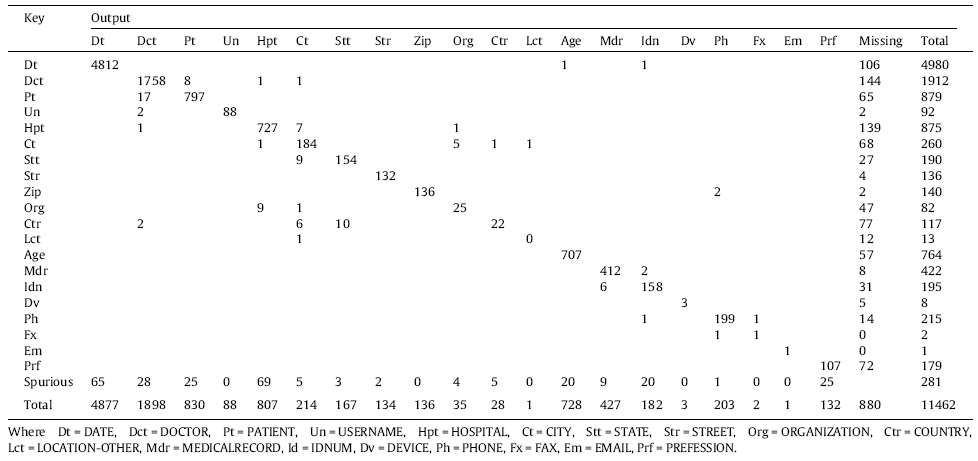 Key Output
Dt Dct Pt Un Hpt Ct Stt Str Zip Org Ctr Lct Age Mdr Idn Dv Ph Fx Em Prf Missing Total
Dt 4812 1 1 106 4980
Dct 1758 8 1 1 144 1912
Pt 17 797 65 879
Un 2 88 2 92
Hpt 1 727 7 1 139 875
Ct 1 184 5 1 1 68 260
Stt 9 154 27 190
Str 132 4 136
Zip 136 2 2 140
Org 9 1 25 47 82
Ctr 2 6 10 22 77 117
Lct 1 0 12 13
Age 707 57 764
Mdr 412 2 8 422
Idn 6 158 31 195
Dv 3 5 8
Ph 1 199 1 14 215
Fx 1 1 0 2
Em 1 0 1
Prf 107 72 179
Spurious 65 28 25 0 69 5 3 2 0 4 5 0 20 9 20 0 1 0 0 25 281
Total 4877 1898 830 88 807 214 167 134 136 35 28 1 728 427 182 3 203 2 1 132 880 11462
Where Dt = DATE, Dct = DOCTOR, Pt = PATIENT, Un = USERNAME, Hpt = HOSPITAL, Ct = CITY, Stt = STATE, Str = STREET, Org = ORGANIZATION, Ctr = COUNTRY,
Lct = LOCATION-OTHER, Mdr = MEDICALRECORD, Id = IDNUM, Dv = DEVICE, Ph = PHONE, Fx = FAX, Em = EMAIL, Prf = PREFESSION.